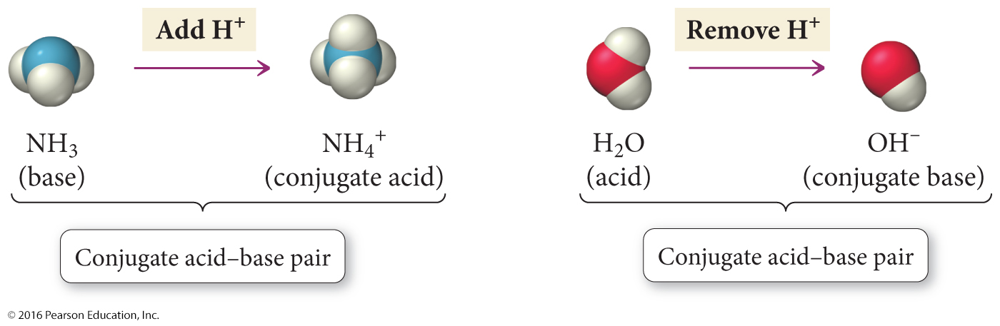 Add H⁺
NH₃
(base)
NH₄⁺
(conjugate acid)
Conjugate acid–base pair
Remove H⁺
H₂O
(acid)
OH⁻
(conjugate base)
Conjugate acid–base pair
© 2016 Pearson Education, Inc.